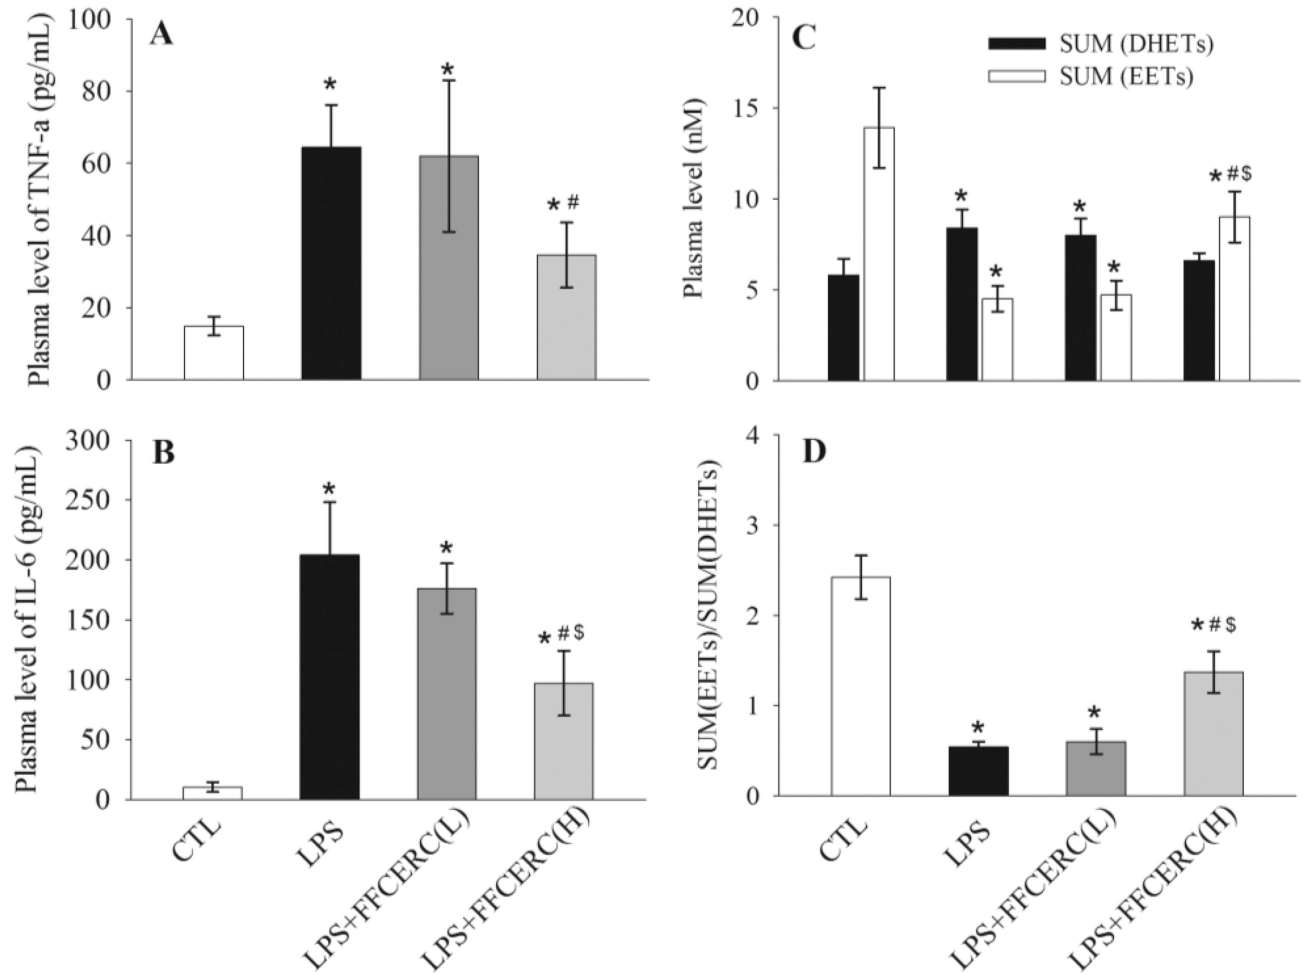 A
Plasma level of TNF-a (pg/mL)
100
80
60
40
20
0
*
*
* #
C
SUM (DHETs)
SUM (EETs)
Plasma level (nM)
20
15
10
5
0
*
*
*
*
* # $
B
Plasma level of IL-6 (pg/mL)
300
250
200
150
100
50
0
*
*
* # $
CTL
LPS
LPS+FFCERC(L)
LPS+FFCERC(H)
D
SUM(EETs)/SUM(DHETs)
4
3
2
1
0
*
*
* # $
CTL
LPS
LPS+FFCERC(L)
LPS+FFCERC(H)